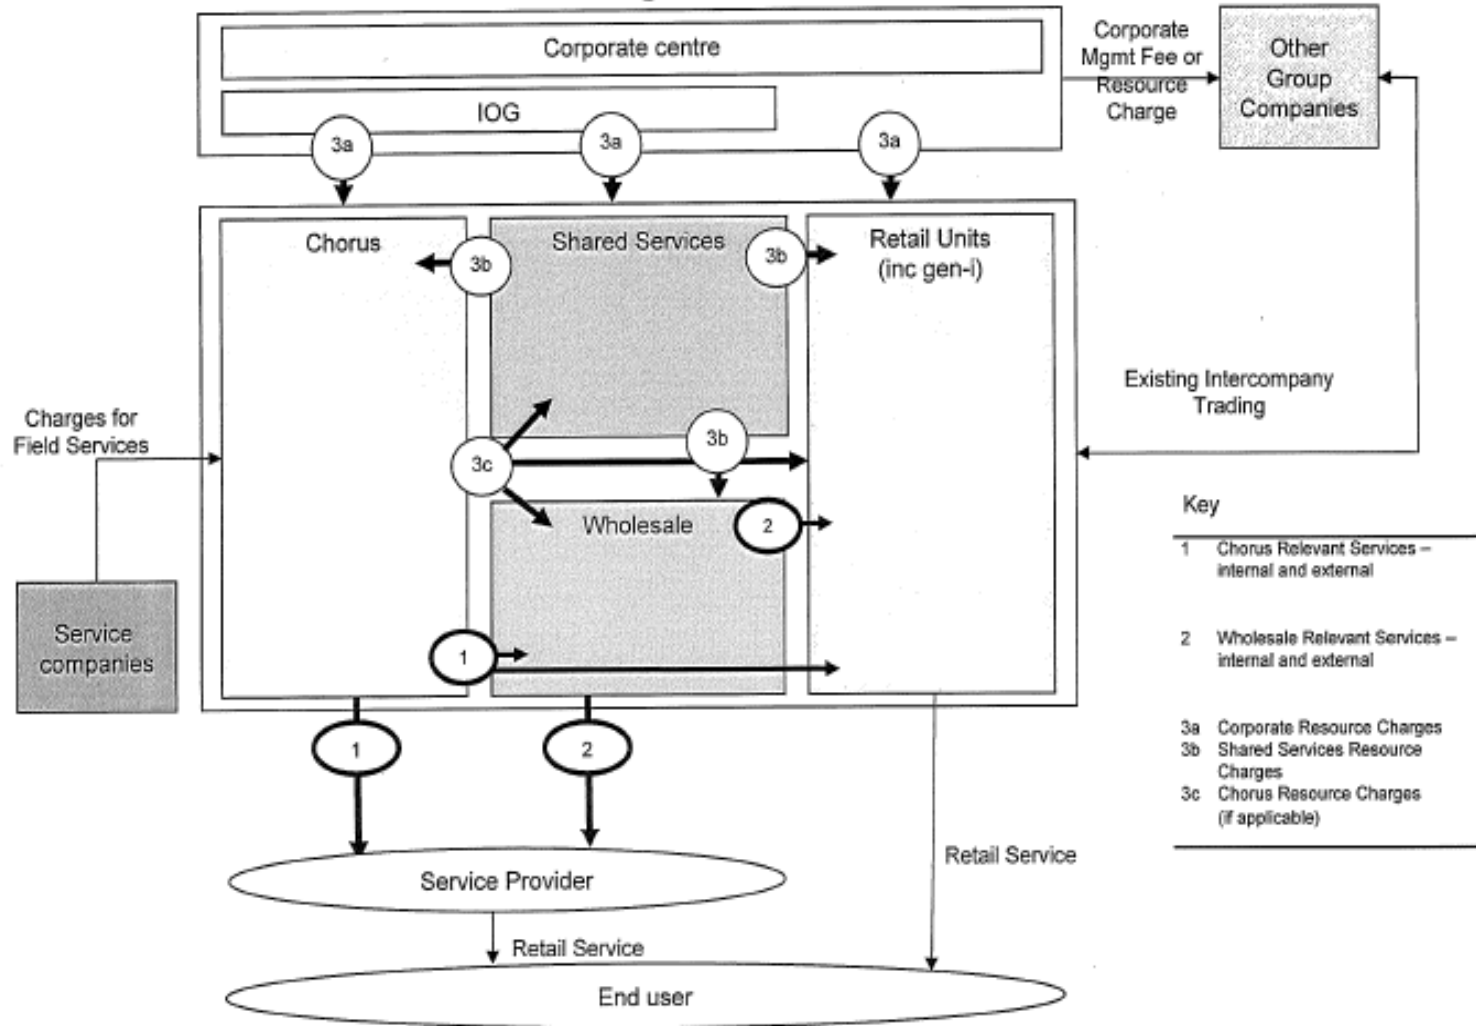 Corporate centre
IOG
3a
3a
3a
Corporate
Mgmt Fee or
Resource
Charge
Other
Group
Companies
Chorus
3b
Shared Services
3b
Retail Units
(inc gen-i)
Existing Intercompany
Trading
Charges for
Field Services
3c
3b
Wholesale
2
Service
companies
1
1
2
Key
1 Chorus Relevant Services –
internal and external
2 Wholesale Relevant Services –
internal and external
3a Corporate Resource Charges
3b Shared Services Resource
Charges
3c Chorus Resource Charges
(if applicable)
Service Provider
Retail Service
Retail Service
End user